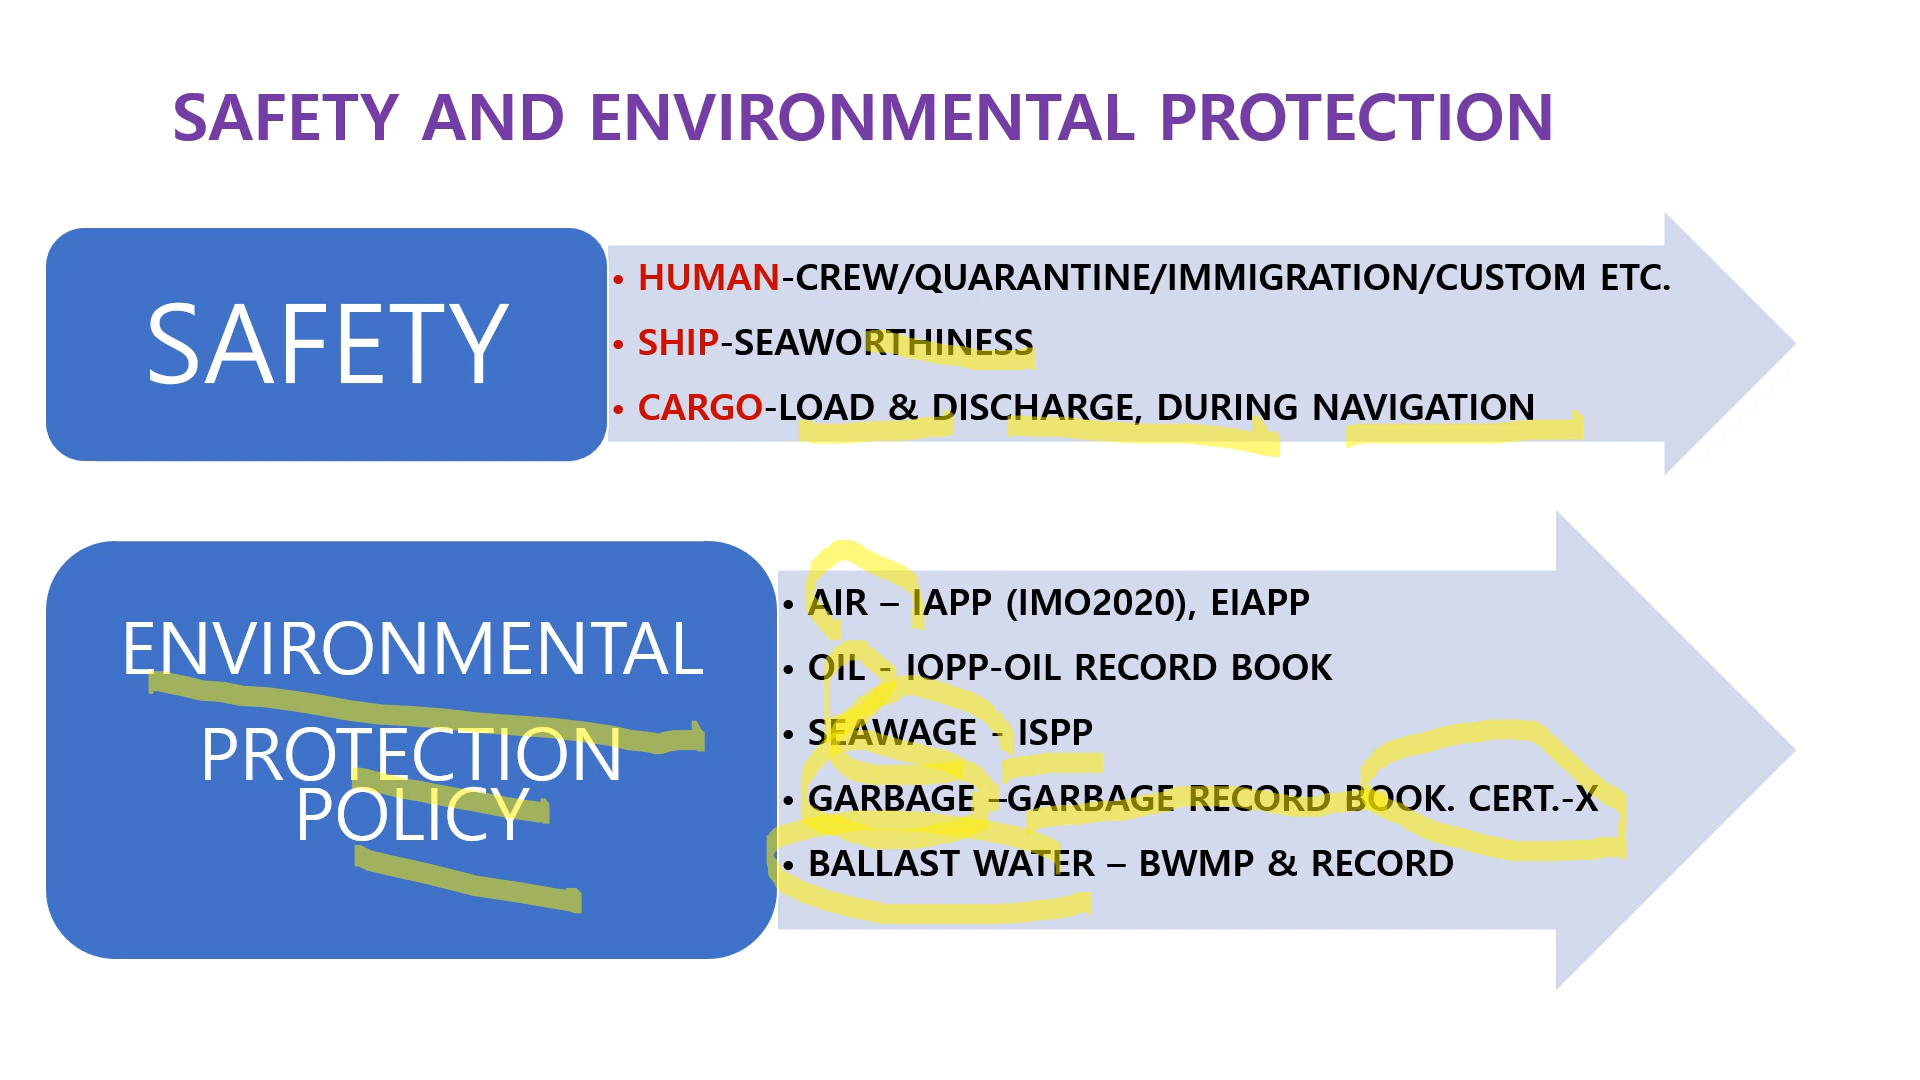 SAFETY AND ENVIRONMENTAL PROTECTION
SAFETY
• HUMAN-CREW/QUARANTINE/IMMIGRATION/CUSTOM ETC.
• SHIP-SEAWORTHINESS
• CARGO-LOAD & DISCHARGE, DURING NAVIGATION
ENVIRONMENTAL
PROTECTION
POLICY
• AIR – IAPP (IMO2020), EIAPP
• OIL - IOPP-OIL RECORD BOOK
• SEAWAGE - ISPP
• GARBAGE –GARBAGE RECORD BOOK. CERT.-X
• BALLAST WATER – BWMP & RECORD